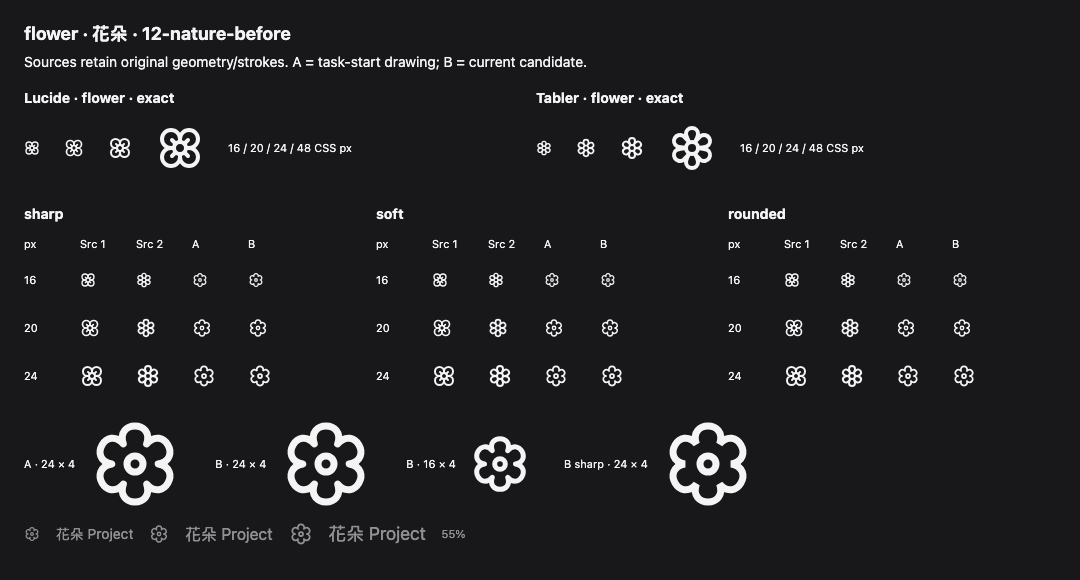 flower · 花朵 · 12-nature-before
Sources retain original geometry/strokes. A = task-start drawing; B = current candidate.
Lucide · flower · exact
Tabler · flower · exact
16 / 20 / 24 / 48 CSS px
16 / 20 / 24 / 48 CSS px
sharp
soft
rounded
px Src 1 Src 2 A B
px Src 1 Src 2 A B
px Src 1 Src 2 A B
16
16
16
20
20
20
24
24
24
A · 24 × 4
B · 24 × 4
B · 16 × 4
B sharp · 24 × 4
花朵 Project
花朵 Project
花朵 Project
55%